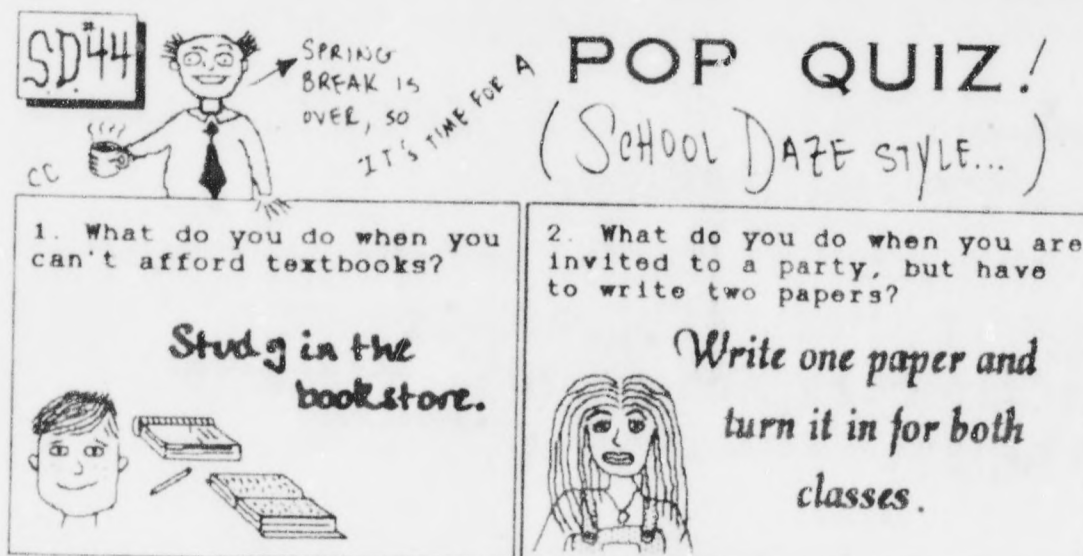 S.D. #44
CC
SPRING
BREAK IS
OVER, SO
IT'S TIME FOR A
POP QUIZ!
(SCHOOL DAZE STYLE...)
1. What do you do when you
can't afford textbooks?
Study in the
bookstore.
2. What do you do when you are
invited to a party, but have
to write two papers?
Write one paper and
turn it in for both
classes.